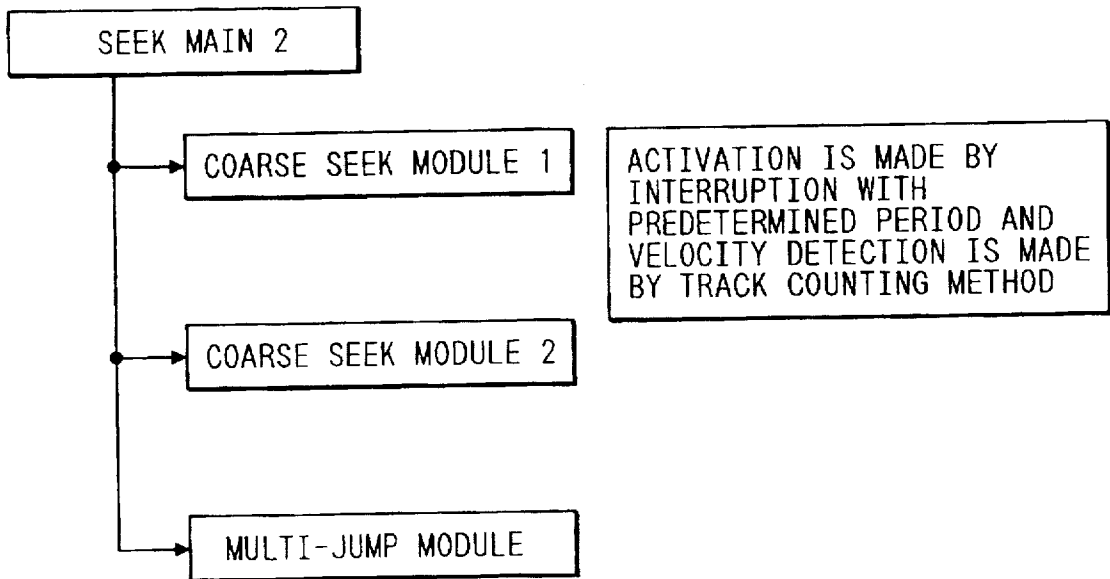 SEEK MAIN 2
COARSE SEEK MODULE 1
ACTIVATION IS MADE BY
INTERRUPTION WITH
PREDETERMINED PERIOD AND
VELOCITY DETECTION IS MADE
BY TRACK COUNTING METHOD
COARSE SEEK MODULE 2
MULTI-JUMP MODULE